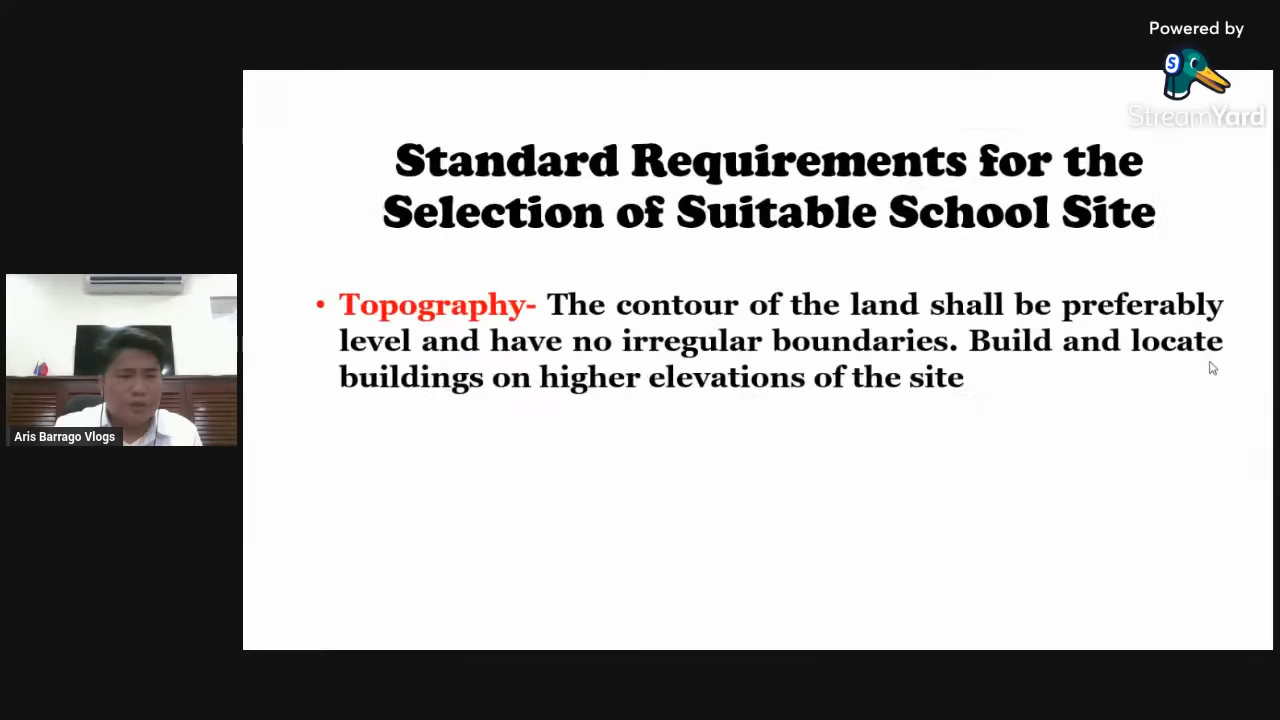 Powered by
S
StreamYard
Standard Requirements for the
Selection of Suitable School Site
• Topography- The contour of the land shall be preferably
level and have no irregular boundaries. Build and locate
buildings on higher elevations of the site
Aris Barrago Vlogs